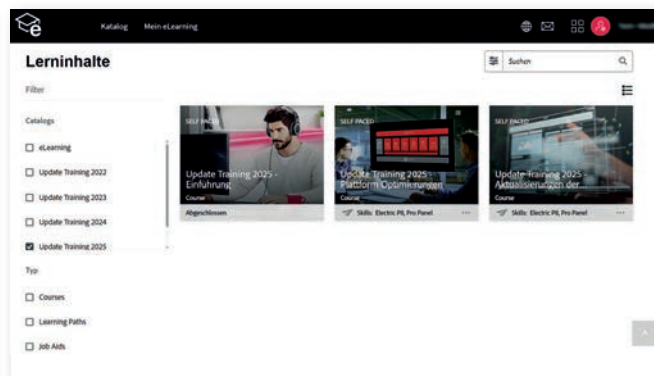 Katalog
Mein eLearning
Lerninhalte
Suchen
Filter
Catalogs
eLearning
Update Training 2022
Update Training 2023
Update Training 2024
Update Training 2025
Typ
Courses
Learning Paths
Job Aids
SELF PACED
Update Training 2025 -
Einführung
Course
Abgeschlossen
SELF PACED
Update Training 2025 -
Plattform Optimierungen
Course
Skills: Electric P8, Pro Panel
SELF PACED
Update Training 2025 -
Aktualisierungen der...
Course
Skills: Electric P8, Pro Panel